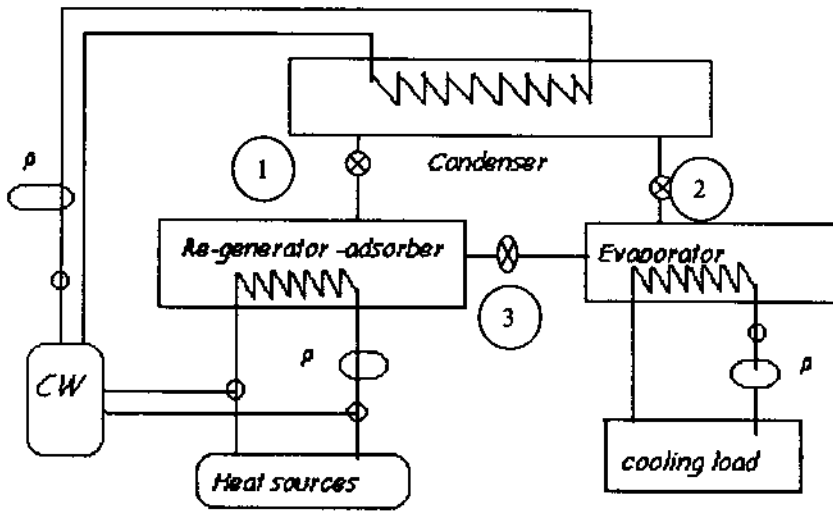 Condenser
1
2
ρ
Re-generator -adsorber
Evaporator
3
ρ
ρ
CW
Heat sources
cooling load